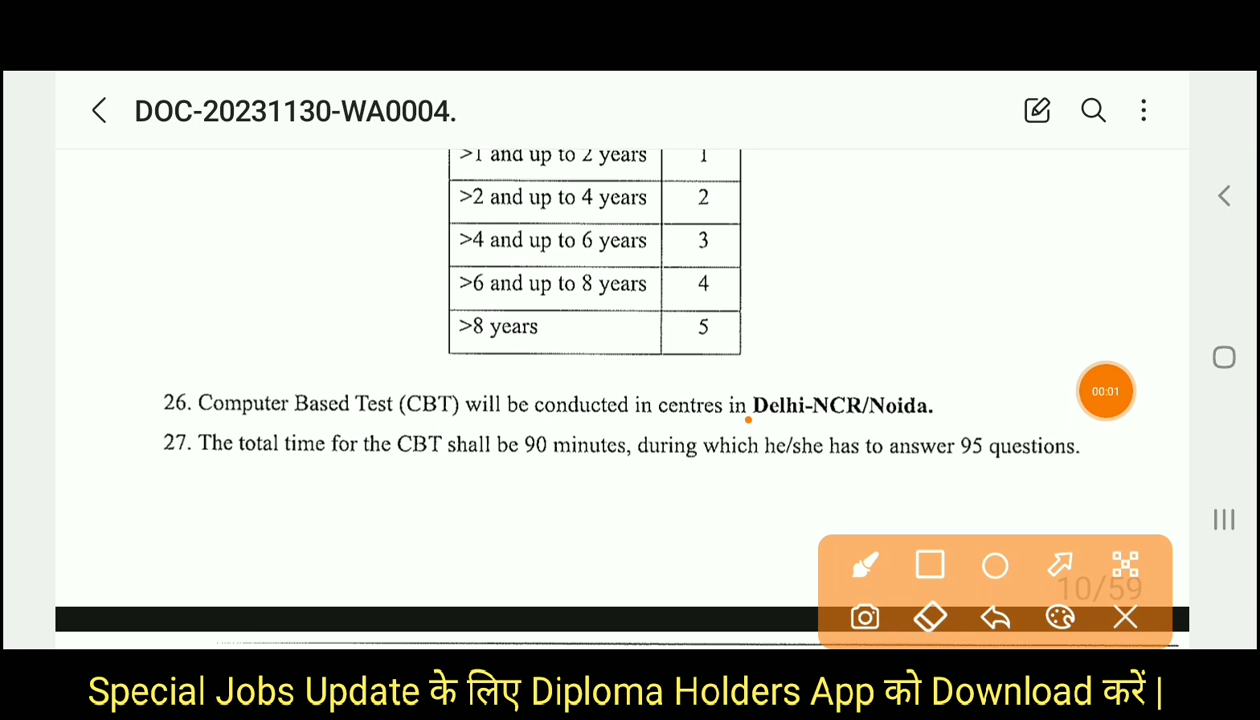 DOC-20231130-WA0004.
>1 and up to 2 years 1
>2 and up to 4 years 2
>4 and up to 6 years 3
>6 and up to 8 years 4
>8 years 5
00:01
26. Computer Based Test (CBT) will be conducted in centres in Delhi-NCR/Noida.
27. The total time for the CBT shall be 90 minutes, during which he/she has to answer 95 questions.
10/59
Special Jobs Update के लिए Diploma Holders App को Download करें |